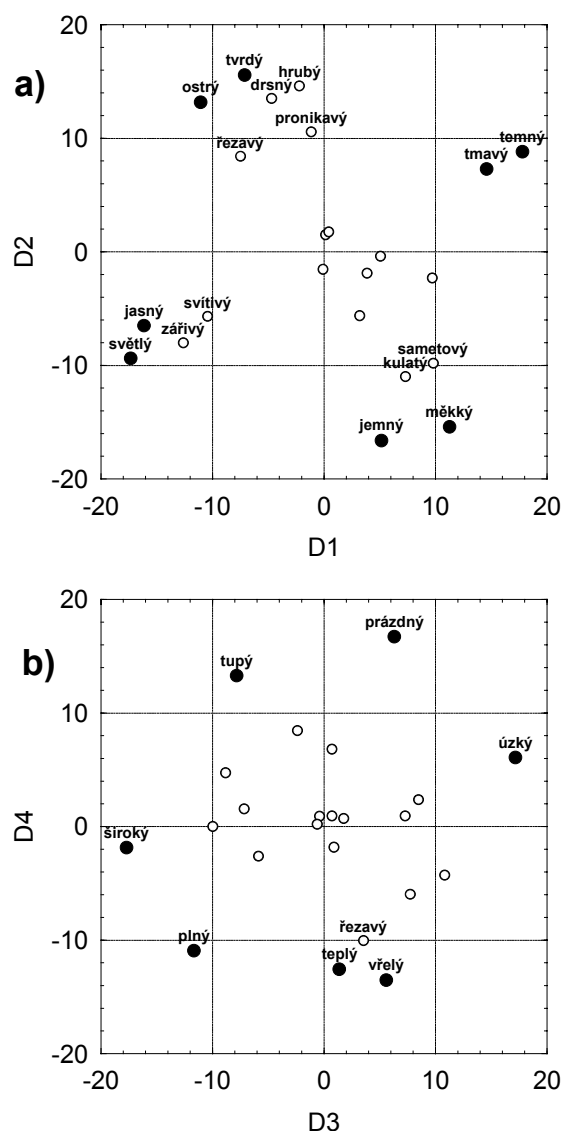 a)
20
10
0
-10
-20
D2
tvrdý
hrubý
ostrý
drsný
pronikavý
řezavý
temný
tmavý
svítivý
jasný
zářivý
světlý
sametový
kulatý
jemný
měkký
-20 -10 0 10 20
D1
b)
20
10
0
-10
-20
D4
prázdný
tupý
úzký
široký
řezavý
plný
teplý
vřelý
-20 -10 0 10 20
D3